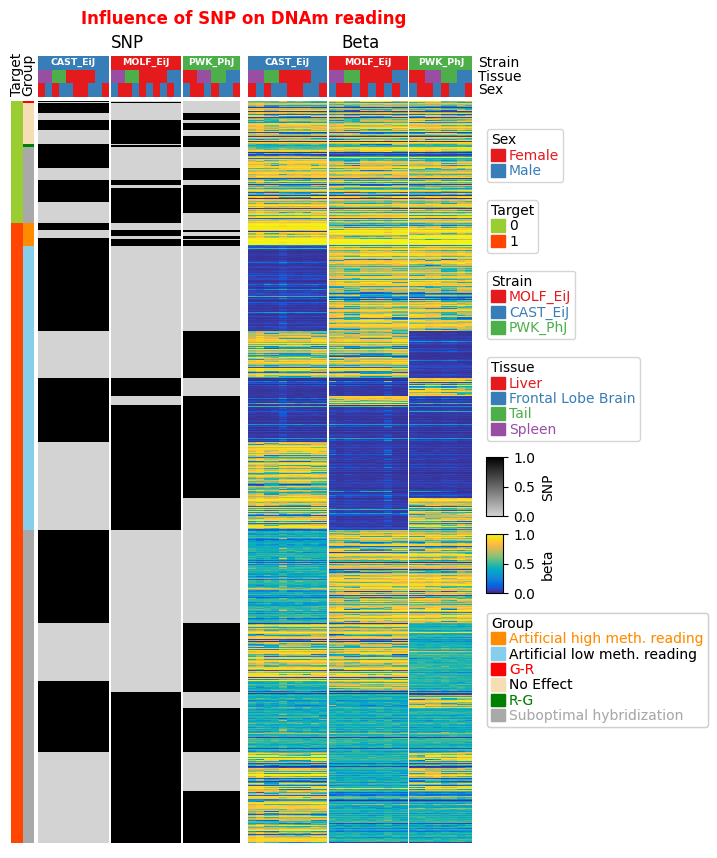 Influence of SNP on DNAm reading
SNP
Beta
Target
Group
CAST_EiJ
MOLF_EiJ
PWK_PhJ
CAST_EiJ
MOLF_EiJ
PWK_PhJ
Strain
Tissue
Sex
Sex
Female
Male
Target
0
1
Strain
MOLF_EiJ
CAST_EiJ
PWK_PhJ
Tissue
Liver
Frontal Lobe Brain
Tail
Spleen
1.0
0.5
0.0
SNP
1.0
0.5
0.0
beta
Group
Artificial high meth. reading
Artificial low meth. reading
G-R
No Effect
R-G
Suboptimal hybridization